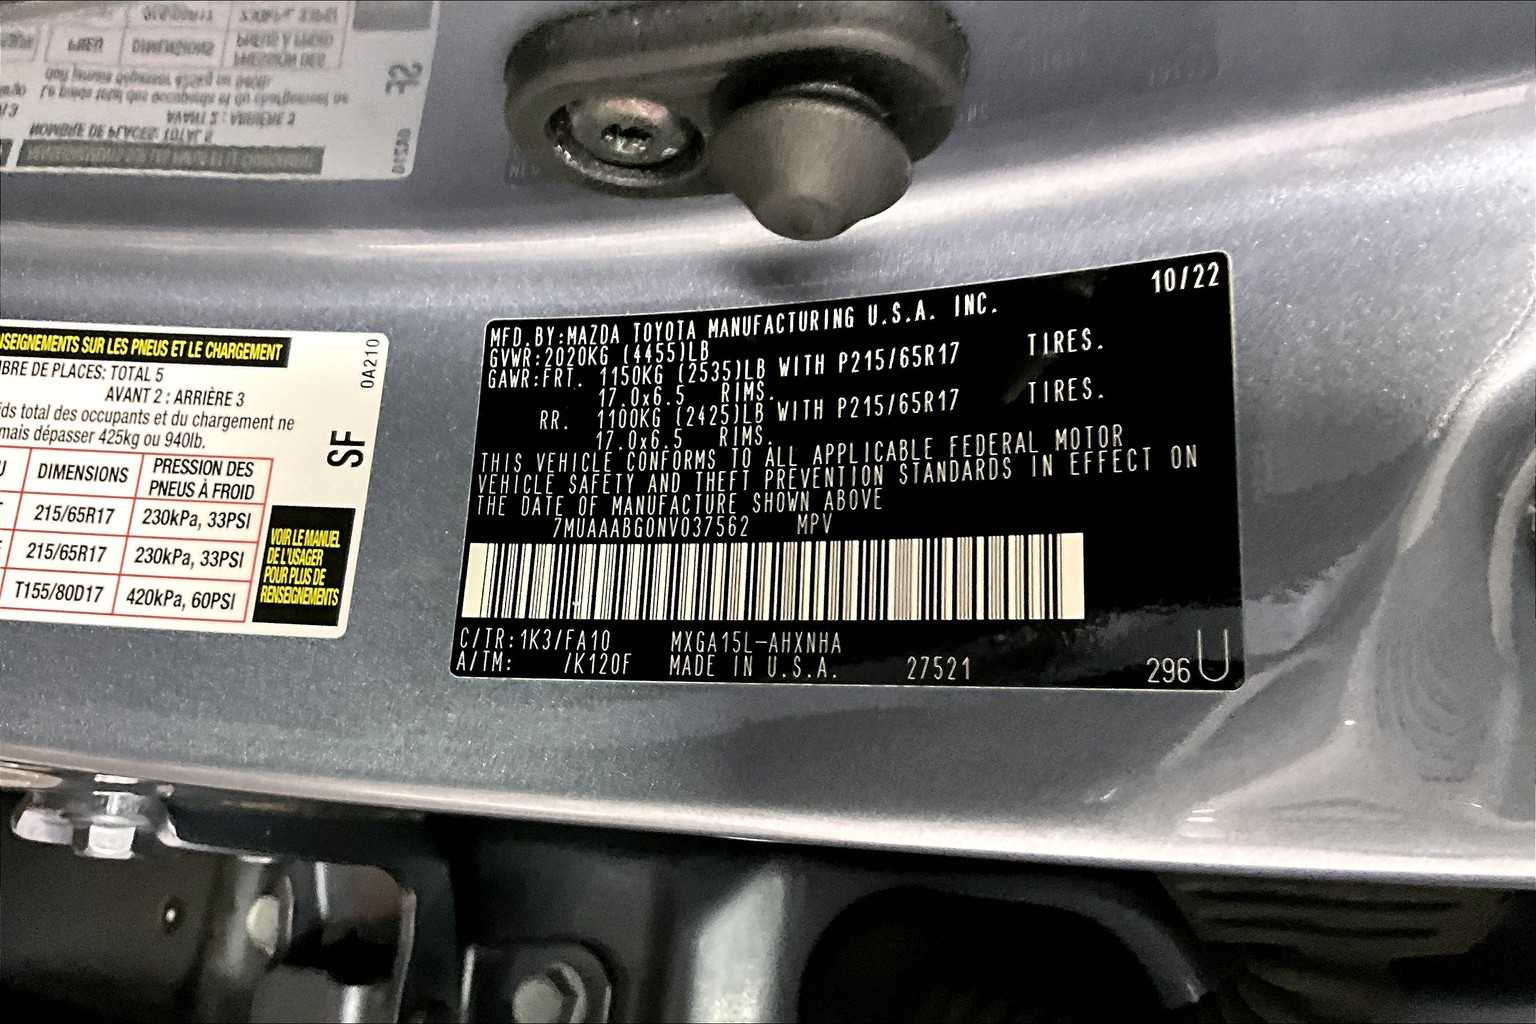 NSEIGNEMENTS SUR LES PNEUS ET LE CHARGEMENT
BRE DE PLACES: TOTAL 5
AVANT 2 : ARRIÈRE 3
ids total des occupants et du chargement ne
mais dépasser 425kg ou 940lb.
DIMENSIONS PRESSION DES
PNEUS À FROID
215/65R17 230kPa, 33PSI
215/65R17 230kPa, 33PSI
T155/80D17 420kPa, 60PSI
VOIR LE MANUEL
DE L'USAGER
POUR PLUS DE
RENSEIGNEMENTS
SF
0A210
10/22
MFD.BY:MAZDA TOYOTA MANUFACTURING U.S.A. INC.
GVWR:2020KG (4455)LB
GAWR:FRT. 1150KG (2535)LB WITH P215/65R17 TIRES.
17.0x6.5 RIMS.
RR. 1100KG (2425)LB WITH P215/65R17 TIRES.
17.0x6.5 RIMS.
THIS VEHICLE CONFORMS TO ALL APPLICABLE FEDERAL MOTOR
VEHICLE SAFETY AND THEFT PREVENTION STANDARDS IN EFFECT ON
THE DATE OF MANUFACTURE SHOWN ABOVE
7MUAAABG0NV037562 MPV
C/TR:1K3/FA10 MXGA15L-AHXNHA
A/TM: /K120F MADE IN U.S.A. 27521 296 U